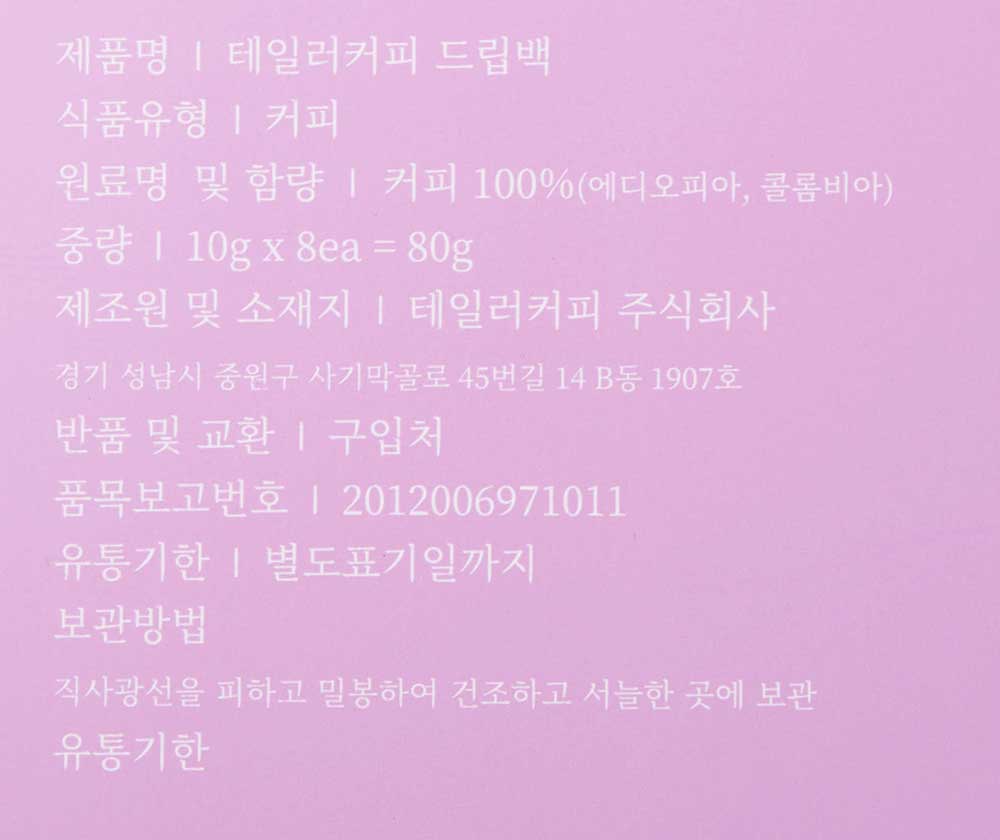 제품명 | 테일러커피 드립백
식품유형 | 커피
원료명 및 함량 | 커피 100%(에디오피아, 콜롬비아)
중량 | 10g x 8ea = 80g
제조원 및 소재지 | 테일러커피 주식회사
경기 성남시 중원구 사기막골로 45번길 14 B동 1907호
반품 및 교환 | 구입처
품목보고번호 | 2012006971011
유통기한 | 별도표기일까지
보관방법
직사광선을 피하고 밀봉하여 건조하고 서늘한 곳에 보관
유통기한